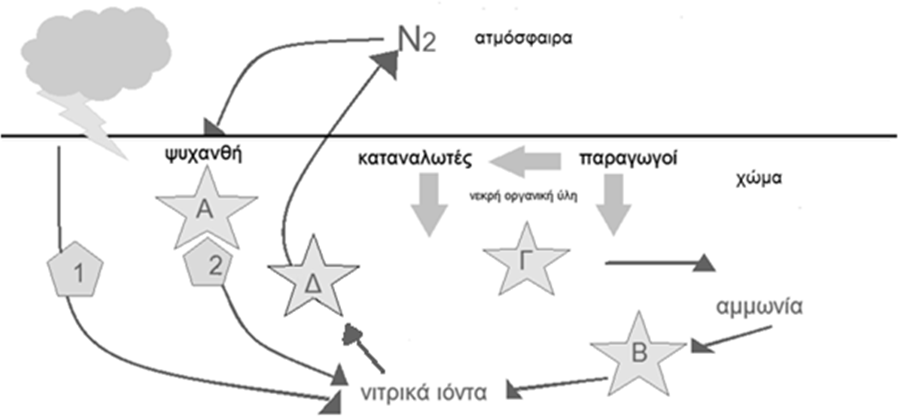 N2 ατμόσφαιρα
ψυχανθή καταναλωτές παραγωγοί
χώμα
νεκρή οργανική ύλη
Α
Γ
1 2 Δ
αμμωνία
Β
νιτρικά ιόντα